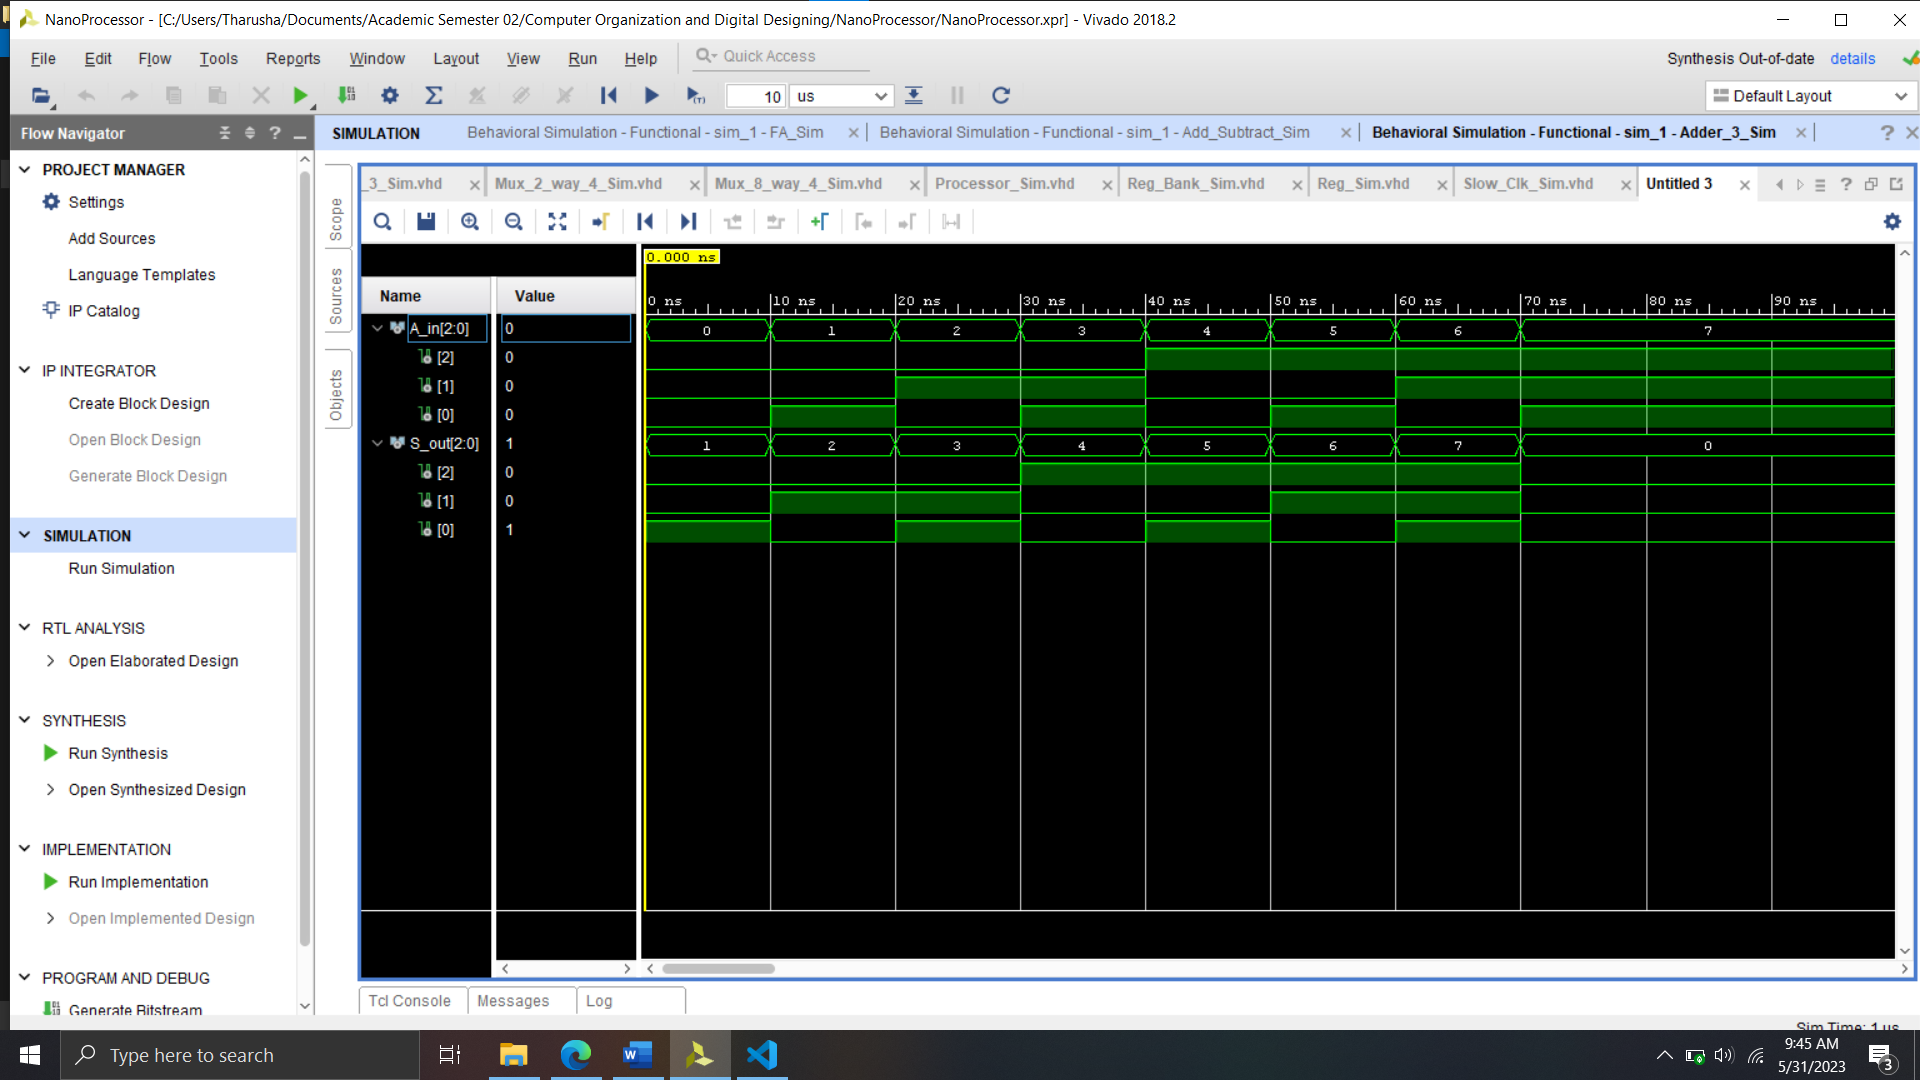 NanoProcessor - [C:/Users/Tharusha/Documents/Academic Semester 02/Computer Organization and Digital Designing/NanoProcessor/NanoProcessor.xpr] - Vivado 2018.2
File Edit Flow Tools Reports Window Layout View Run Help Quick Access
Synthesis Out-of-date details
10 us
Default Layout
Flow Navigator
PROJECT MANAGER
Settings
Add Sources
Language Templates
IP Catalog
IP INTEGRATOR
Create Block Design
Open Block Design
Generate Block Design
SIMULATION
Run Simulation
RTL ANALYSIS
Open Elaborated Design
SYNTHESIS
Run Synthesis
Open Synthesized Design
IMPLEMENTATION
Run Implementation
Open Implemented Design
PROGRAM AND DEBUG
Generate Bitstream
SIMULATION
Behavioral Simulation - Functional - sim_1 - FA_Sim
Behavioral Simulation - Functional - sim_1 - Add_Subtract_Sim
Behavioral Simulation - Functional - sim_1 - Adder_3_Sim
Scope
Sources
Objects
_3_Sim.vhd
Mux_2_way_4_Sim.vhd
Mux_8_way_4_Sim.vhd
Processor_Sim.vhd
Reg_Bank_Sim.vhd
Reg_Sim.vhd
Slow_Clk_Sim.vhd
Untitled 3
0.000 ns
Name Value
0 ns 10 ns 20 ns 30 ns 40 ns 50 ns 60 ns 70 ns 80 ns 90 ns
A_in[2:0] 0 0 1 2 3 4 5 6 7
[2] 0
[1] 0
[0] 0
S_out[2:0] 1 1 2 3 4 5 6 7 0
[2] 0
[1] 0
[0] 1
Tcl Console Messages Log
Sim Time: 1 us
Type here to search
9:45 AM
5/31/2023
3